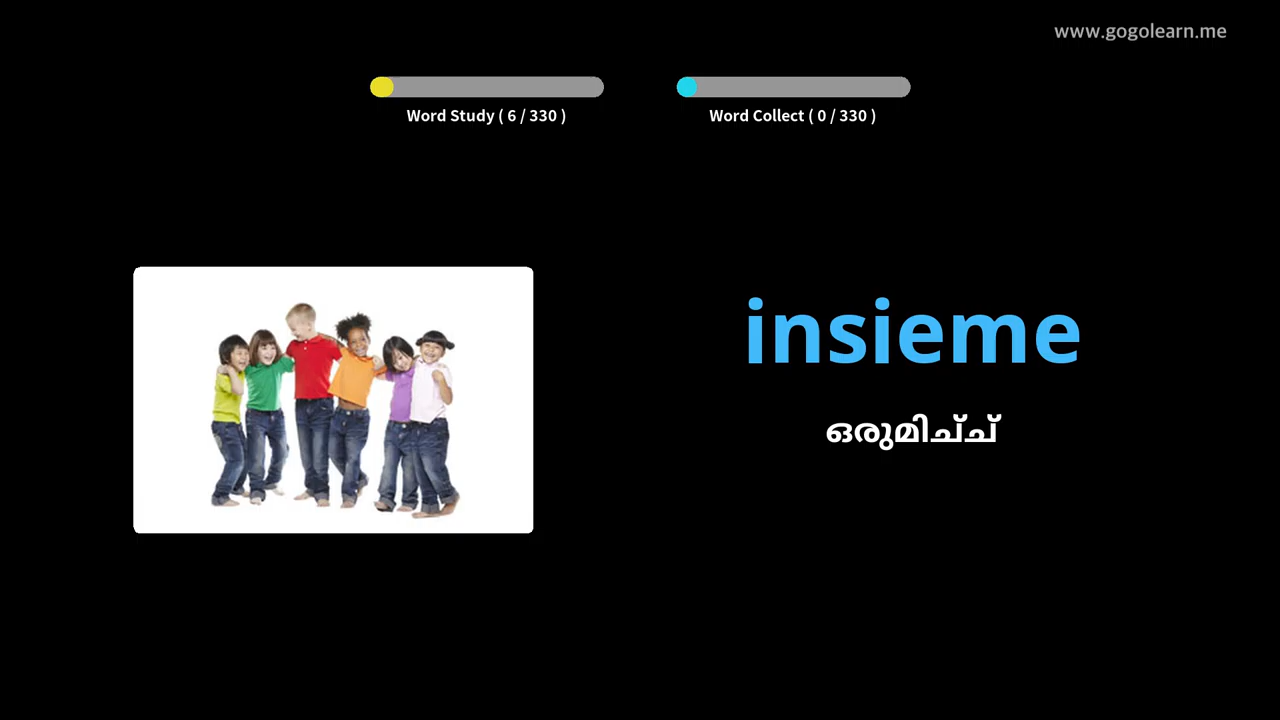 www.gogolearn.me
Word Study ( 6 / 330 )
Word Collect ( 0 / 330 )
insieme
ഒരുമിച്ച്